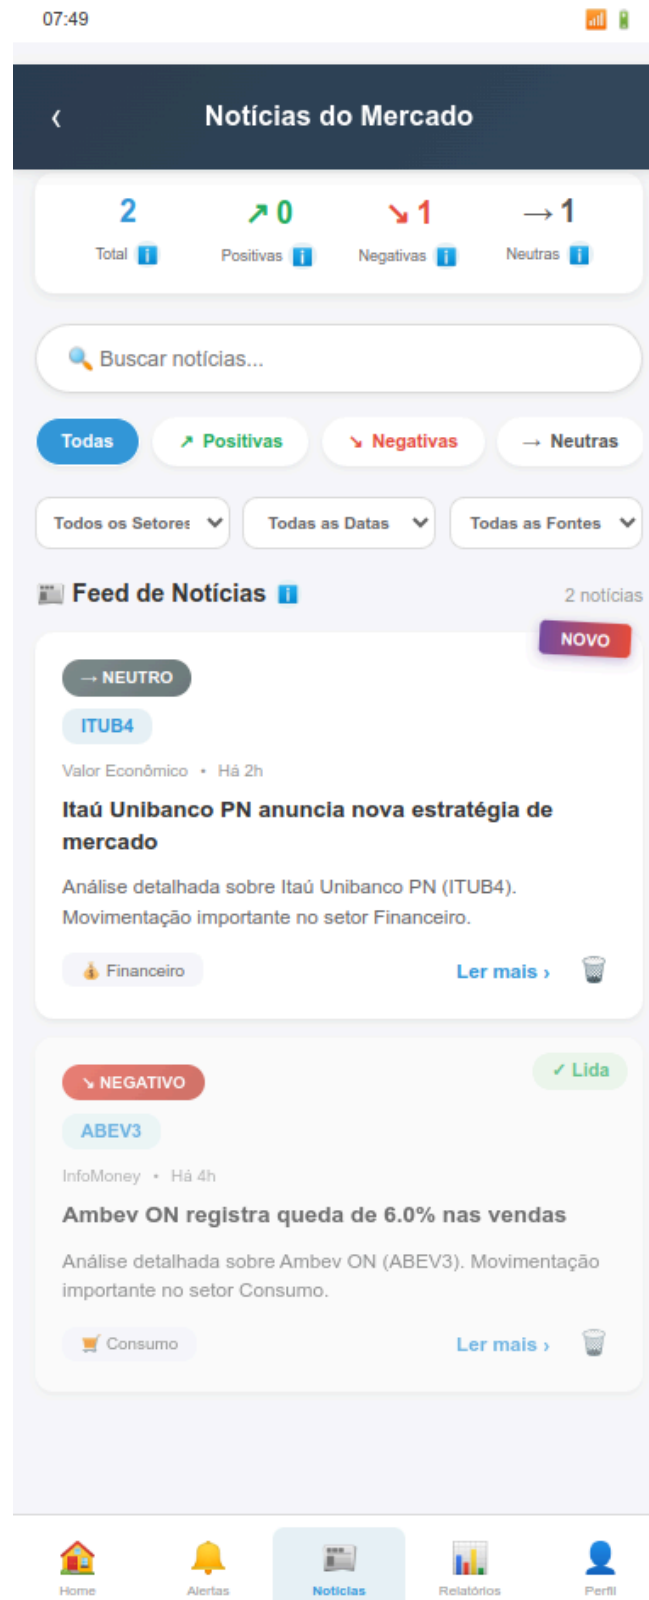 07:49
Notícias do Mercado
2
↗ 0
↘ 1
→ 1
Total
Positivas
Negativas
Neutras
Buscar notícias...
Todas
↗ Positivas
↘ Negativas
→ Neutras
Todos os Setores
Todas as Datas
Todas as Fontes
Feed de Notícias
2 notícias
NOVO
→ NEUTRO
ITUB4
Valor Econômico • Há 2h
Itaú Unibanco PN anuncia nova estratégia de
mercado
Análise detalhada sobre Itaú Unibanco PN (ITUB4).
Movimentação importante no setor Financeiro.
Financeiro
Ler mais ›
✓ Lida
↘ NEGATIVO
ABEV3
InfoMoney • Há 4h
Ambev ON registra queda de 6.0% nas vendas
Análise detalhada sobre Ambev ON (ABEV3). Movimentação
importante no setor Consumo.
Consumo
Ler mais ›
Home
Alertas
Notícias
Relatórios
Perfil